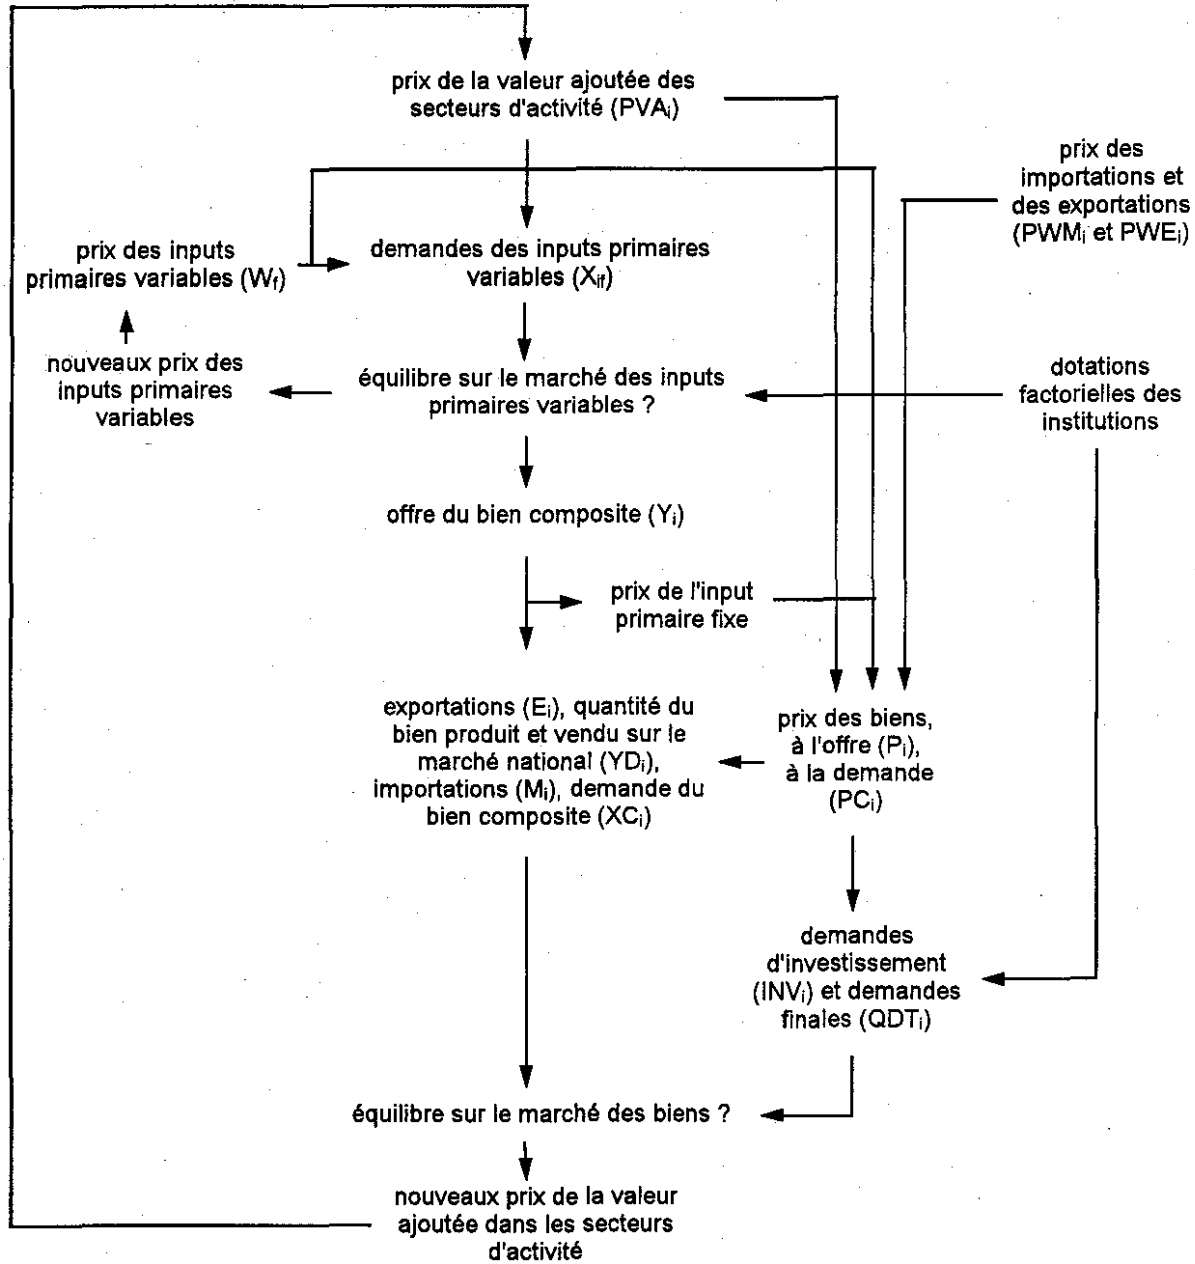 prix de la valeur ajoutée des
secteurs d'activité (PVAi)
prix des
importations et
des exportations
(PWMi et PWEi)
prix des inputs
primaires variables (Wf)
demandes des inputs primaires
variables (Xif)
nouveaux prix des
inputs primaires
variables
équilibre sur le marché des inputs
primaires variables ?
dotations
factorielles des
institutions
offre du bien composite (Yi)
prix de l'input
primaire fixe
exportations (Ei), quantité du
bien produit et vendu sur le
marché national (YDi),
importations (Mi), demande du
bien composite (XCi)
prix des biens,
à l'offre (Pi),
à la demande
(PCi)
demandes
d'investissement
(INVi) et demandes
finales (QDTi)
équilibre sur le marché des biens ?
nouveaux prix de la valeur
ajoutée dans les secteurs
d'activité